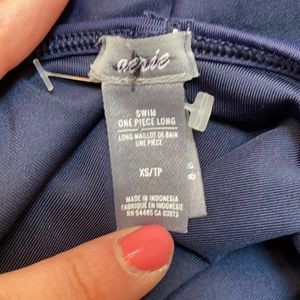 aerie
SWIM
ONE PIECE LONG
LONG MAILLOT DE BAIN
UNE PIÈCE
XS/TP
MADE IN INDONESIA
FABRIQUÉ EN INDONÉSIE
RN 54485 CA 03873